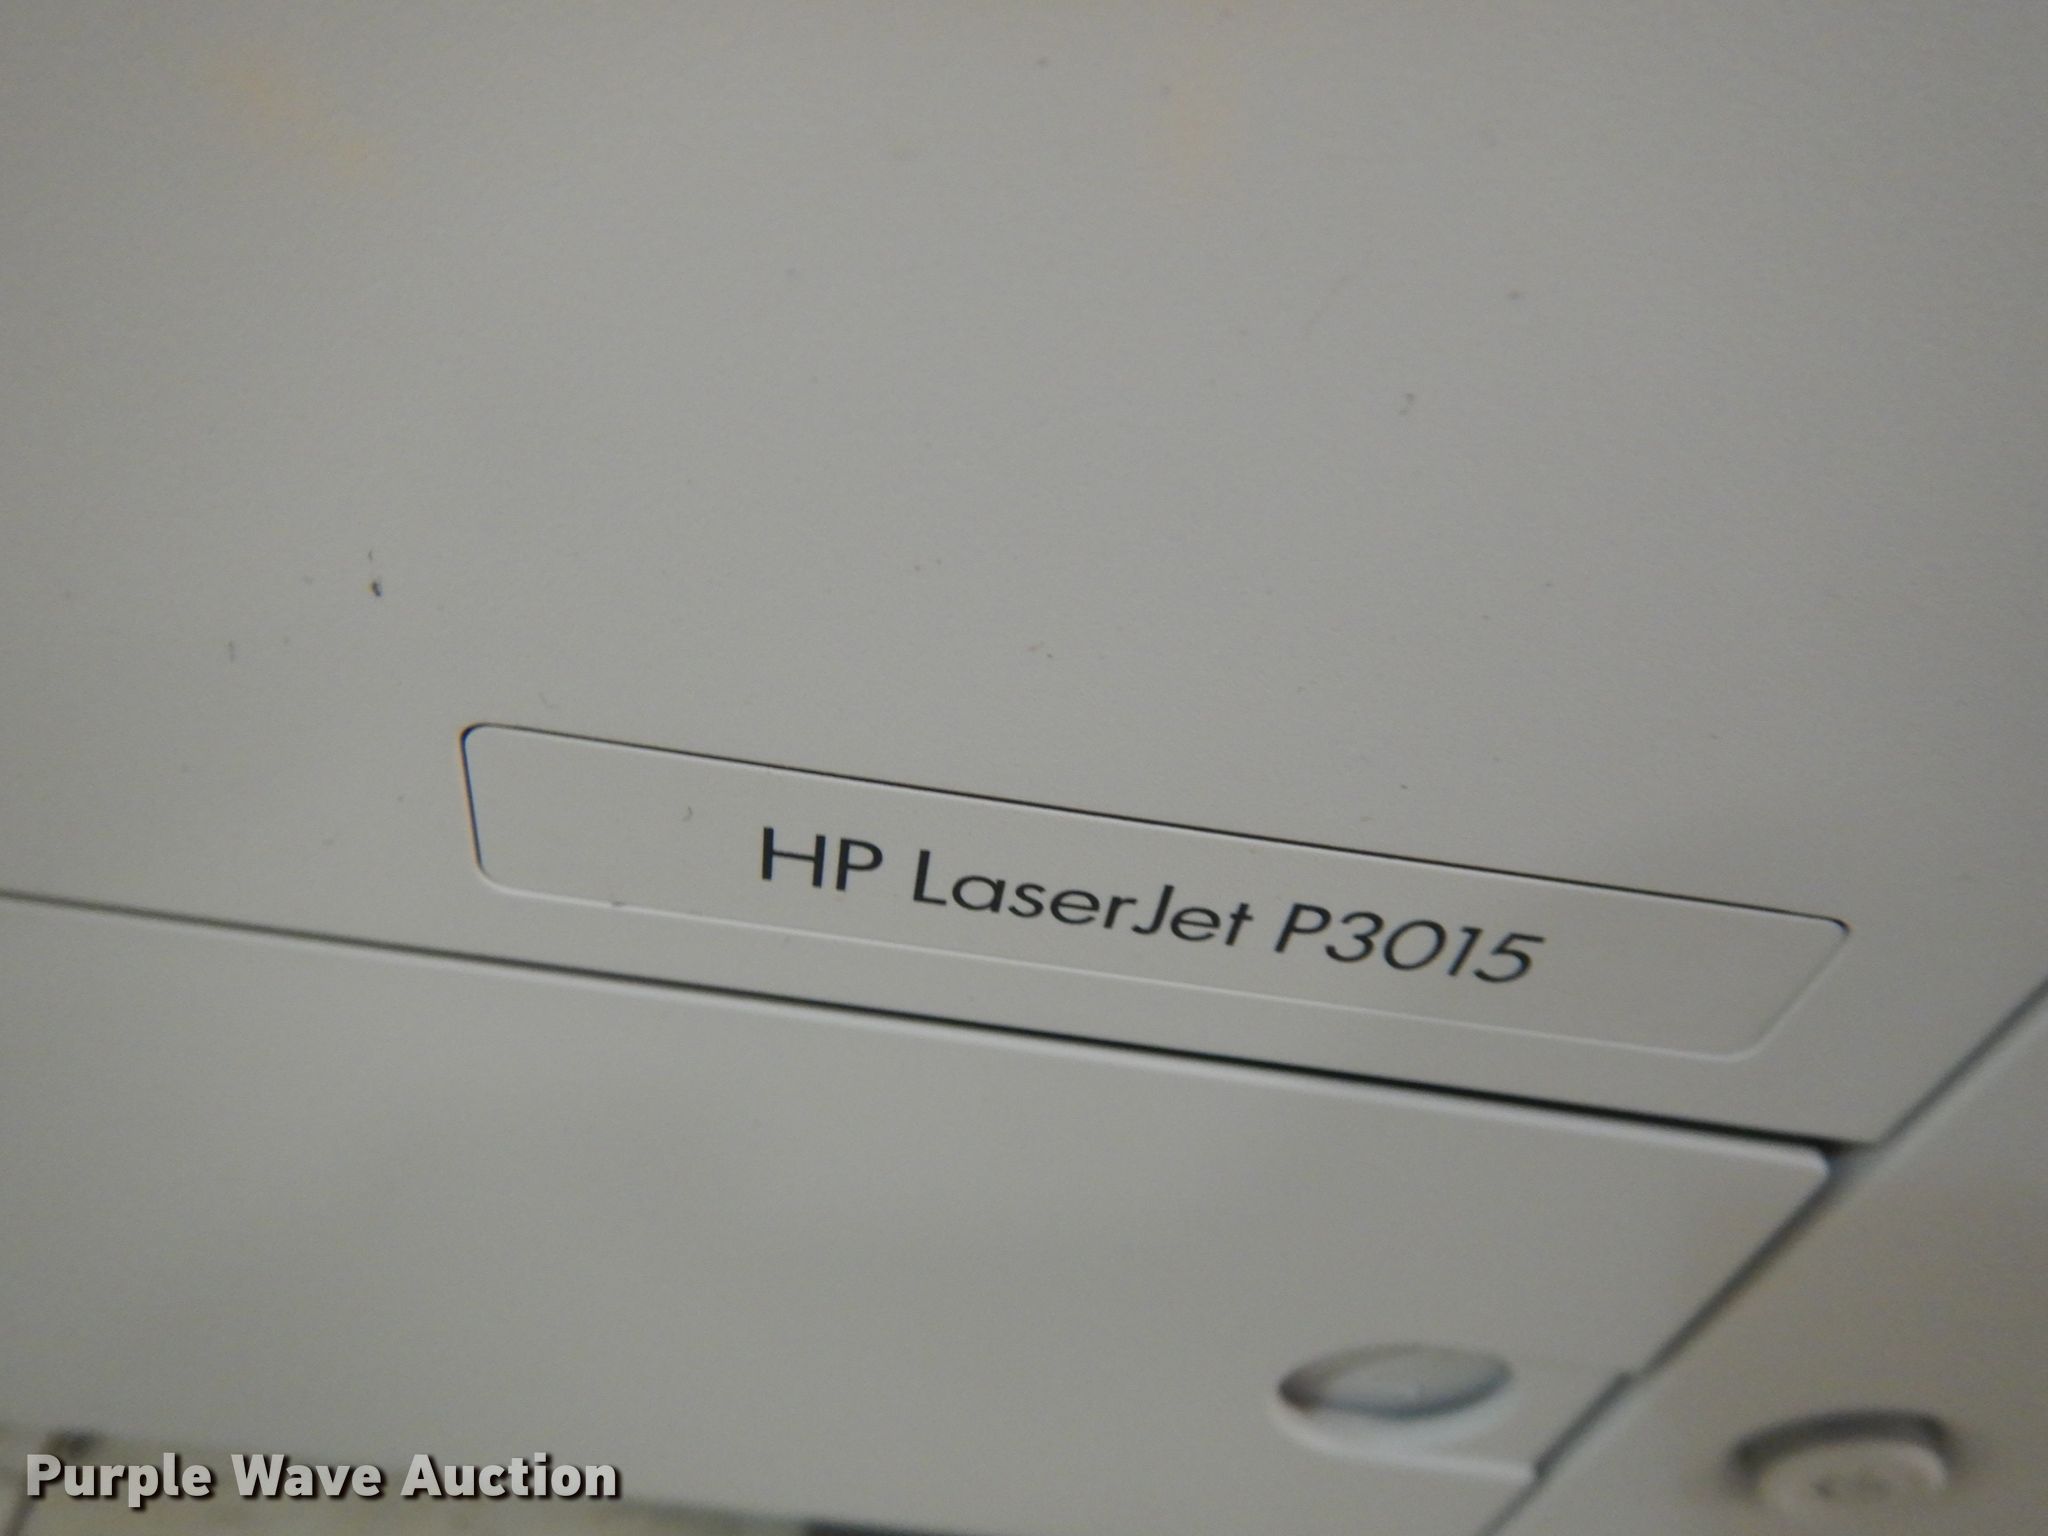 HP LaserJet P3015
Purple Wave Auction